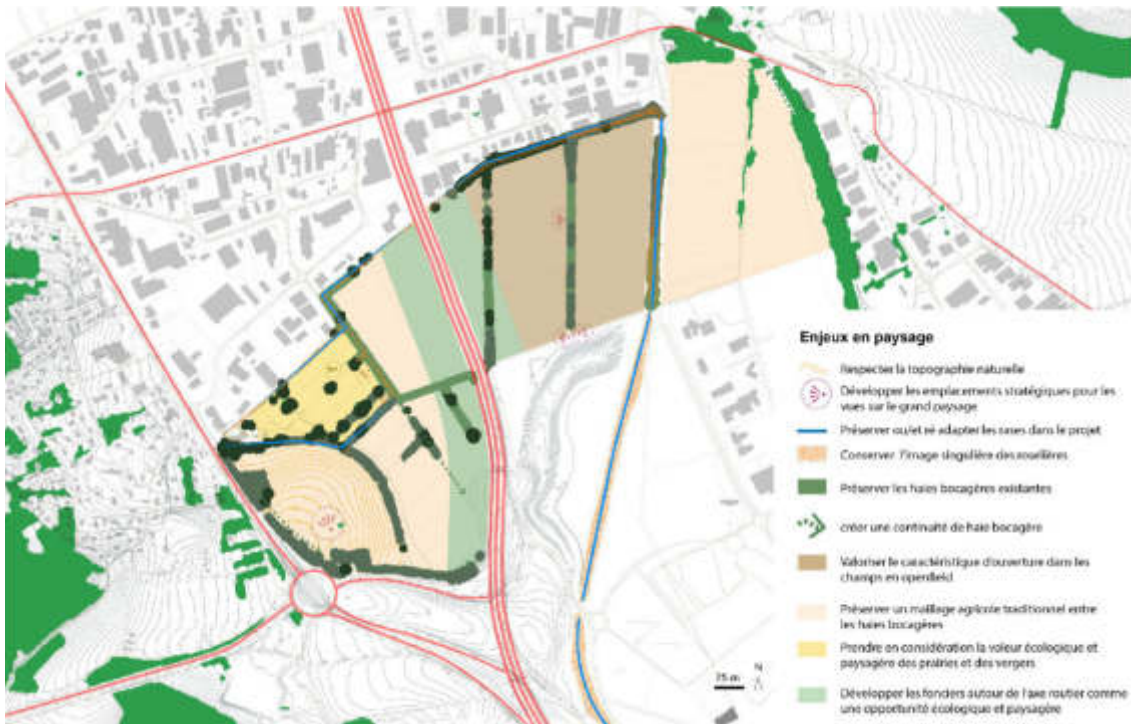 Enjeux en paysage
Respecter la topographie naturelle
Développer les emplacements stratégiques pour les
vues sur le grand paysage
Préserver ou/et ré adapter les rases dans le projet
Conserver l'image singulière des roselières
Préserver les haies bocagères existantes
créer une continuité de haie bocagère
Valoriser le caractéristique d'ouverture dans les
champs en openfield
Préserver un maillage agricole traditionnel entre
les haies bocagères
Prendre en considération la valeur écologique et
paysagère des prairies et des vergers
Développer les fonciers autour de l'axe routier comme
une opportunité écologique et paysagère
75 m
N